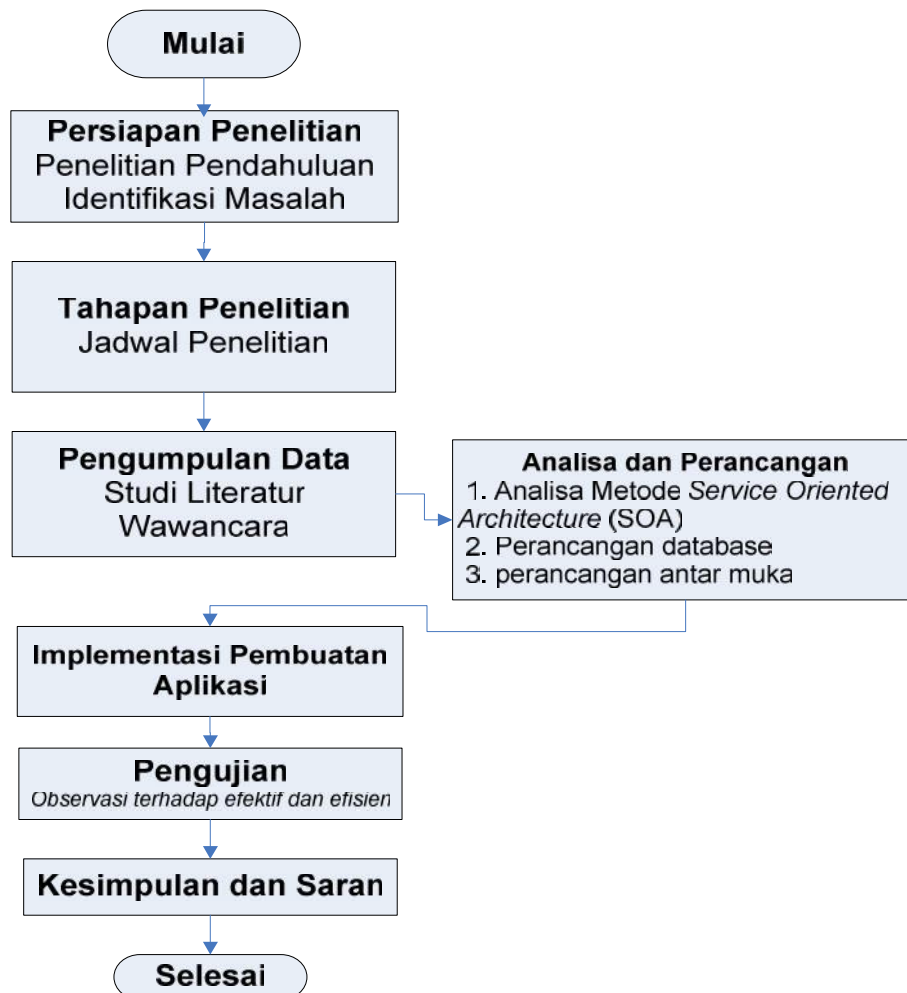 Mulai
Persiapan Penelitian
Penelitian Pendahuluan
Identifikasi Masalah
Tahapan Penelitian
Jadwal Penelitian
Pengumpulan Data
Studi Literatur
Wawancara
Analisa dan Perancangan
1. Analisa Metode Service Oriented
Architecture (SOA)
2. Perancangan database
3. perancangan antar muka
Implementasi Pembuatan
Aplikasi
Pengujian
Observasi terhadap efektif dan efisien
Kesimpulan dan Saran
Selesai